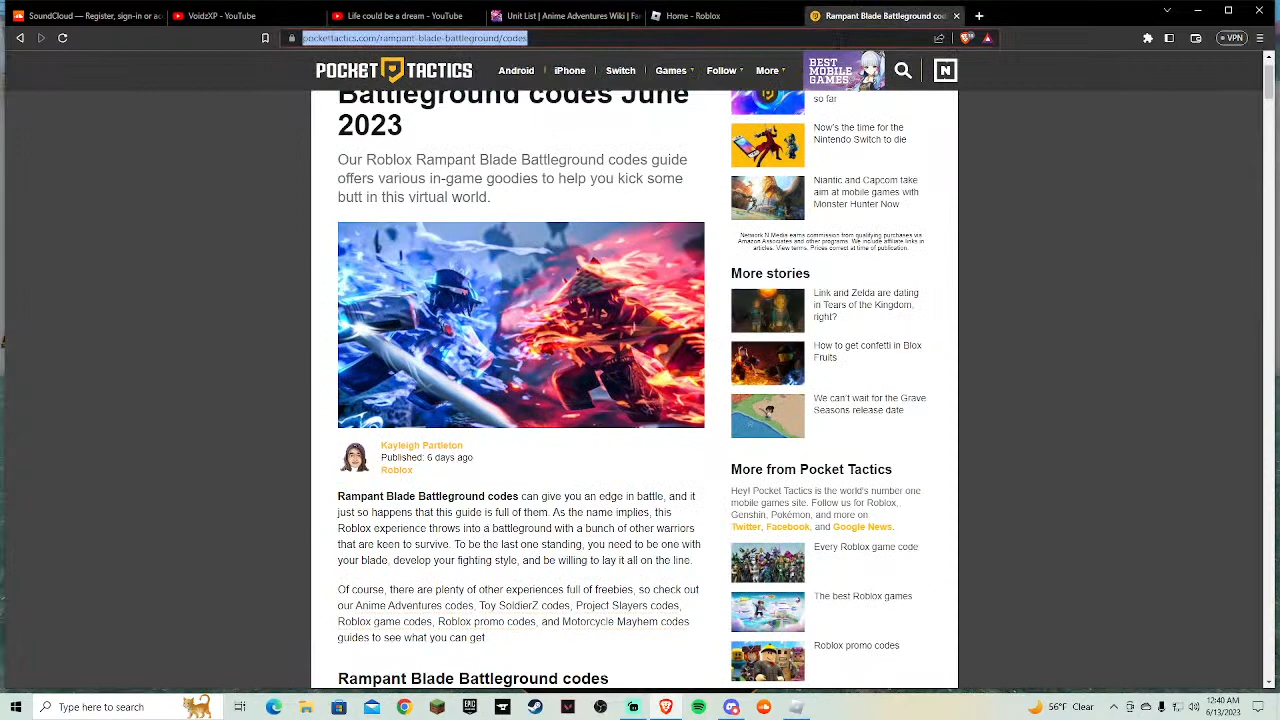 SoundCloud — Register, sign-in or ac
VoidzXP - YouTube
Life could be a dream - YouTube
Unit List | Anime Adventures Wiki | Fan
Home - Roblox
Rampant Blade Battleground cod
pockettactics.com/rampant-blade-battleground/codes
VPN
POCKET TACTICS
Android
iPhone
Switch
Games
Follow
More
BEST
MOBILE
GAMES
N
Battleground codes June
2023
Our Roblox Rampant Blade Battleground codes guide
offers various in-game goodies to help you kick some
butt in this virtual world.
Kayleigh Partleton
Published: 6 days ago
Roblox
Rampant Blade Battleground codes can give you an edge in battle, and it
just so happens that this guide is full of them. As the name implies, this
Roblox experience throws into a battleground with a bunch of other warriors
that are keen to survive. To be the last one standing, you need to be one with
your blade, develop your fighting style, and be willing to lay it all on the line.
Of course, there are plenty of other experiences full of freebies, so check out
our Anime Adventures codes, Toy Soldier codes, Project Slayers codes,
Roblox game codes, Roblox promo codes, and Motorcycle Mayhem codes
guides to see what you can get.
Rampant Blade Battleground codes
so far
Now's the time for the
Nintendo Switch to die
Niantic and Capcom take
aim at mobile games with
Monster Hunter Now
Network N Media earns commission from qualifying purchases via
Amazon Associates and other programs. We include affiliate links in
articles. View terms. Prices correct at time of publication.
More stories
Link and Zelda are dating
in Tears of the Kingdom,
right?
How to get confetti in Blox
Fruits
We can't wait for the Grave
Seasons release date
More from Pocket Tactics
Hey! Pocket Tactics is the world's number one
mobile games site. Follow us for Roblox,
Genshin, Pokémon, and more on
Twitter, Facebook, and Google News.
Every Roblox game code
The best Roblox games
Roblox promo codes
Type here to search
EPIC
56°F Clear
12:40 AM
6/13/2023